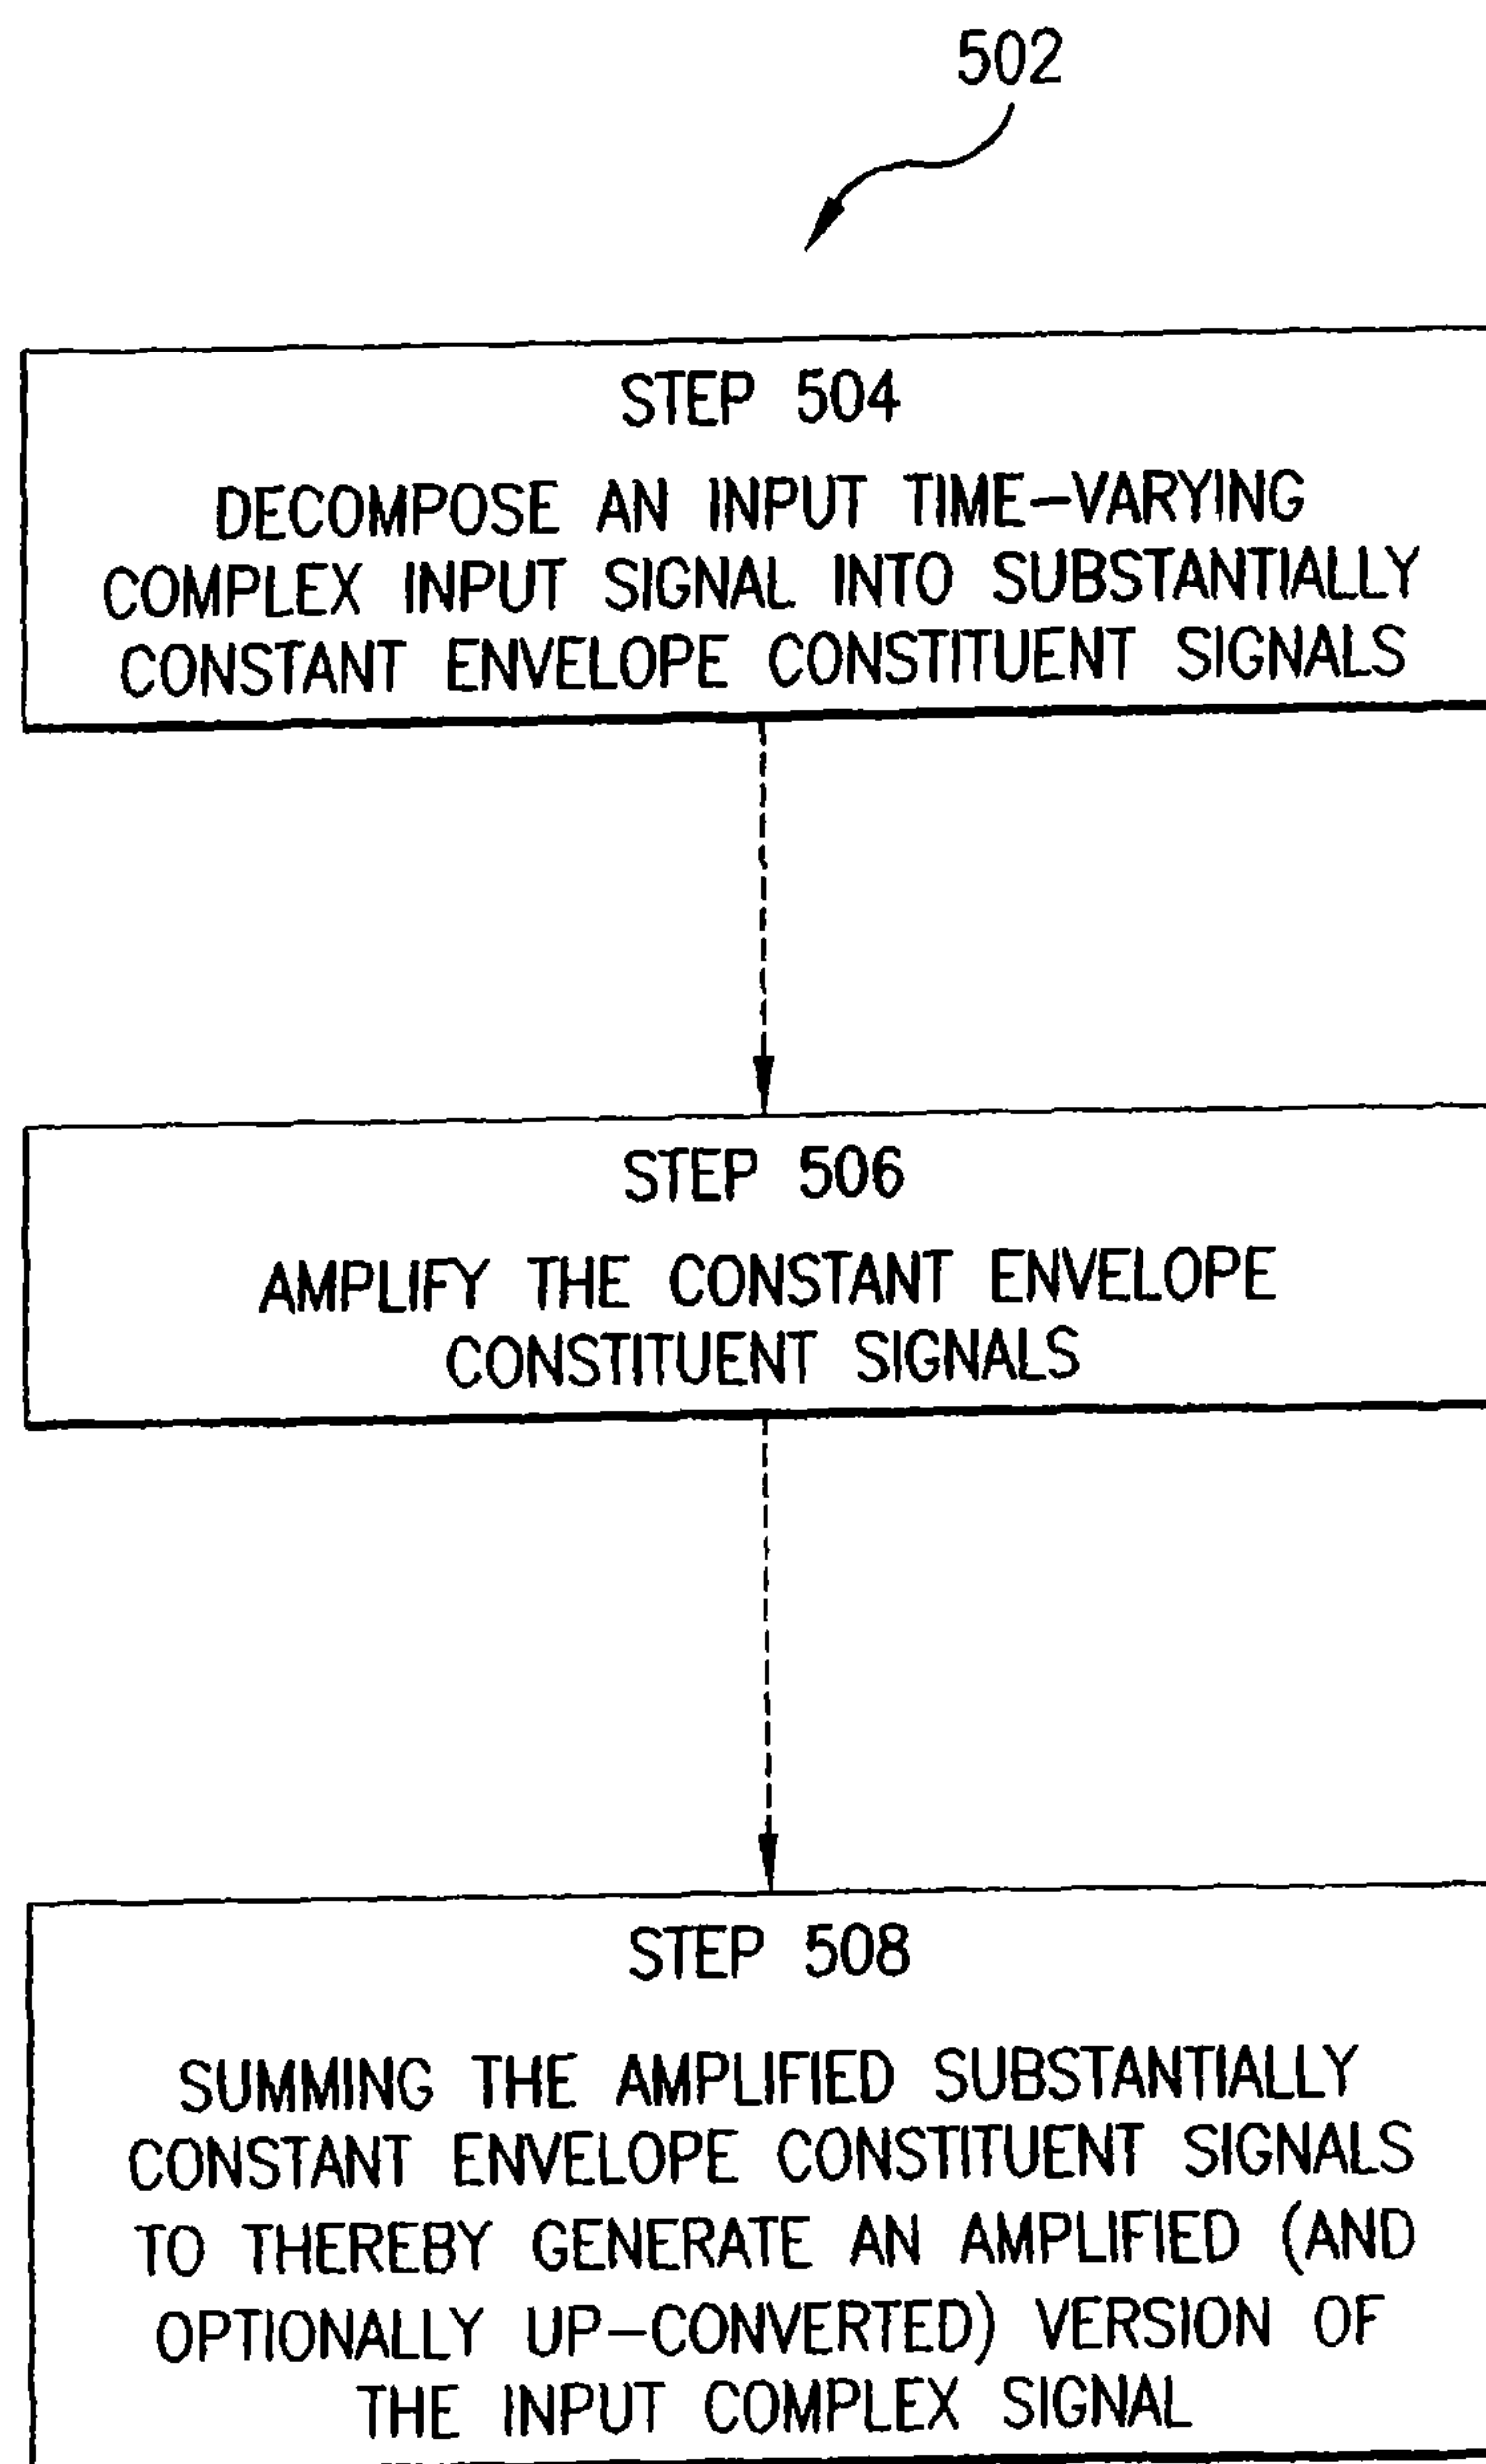 502
STEP 504
DECOMPOSE AN INPUT TIME-VARYING
COMPLEX INPUT SIGNAL INTO SUBSTANTIALLY
CONSTANT ENVELOPE CONSTITUENT SIGNALS
STEP 506
AMPLIFY THE CONSTANT ENVELOPE
CONSTITUENT SIGNALS
STEP 508
SUMMING THE AMPLIFIED SUBSTANTIALLY
CONSTANT ENVELOPE CONSTITUENT SIGNALS
TO THEREBY GENERATE AN AMPLIFIED (AND
OPTIONALLY UP-CONVERTED) VERSION OF
THE INPUT COMPLEX SIGNAL